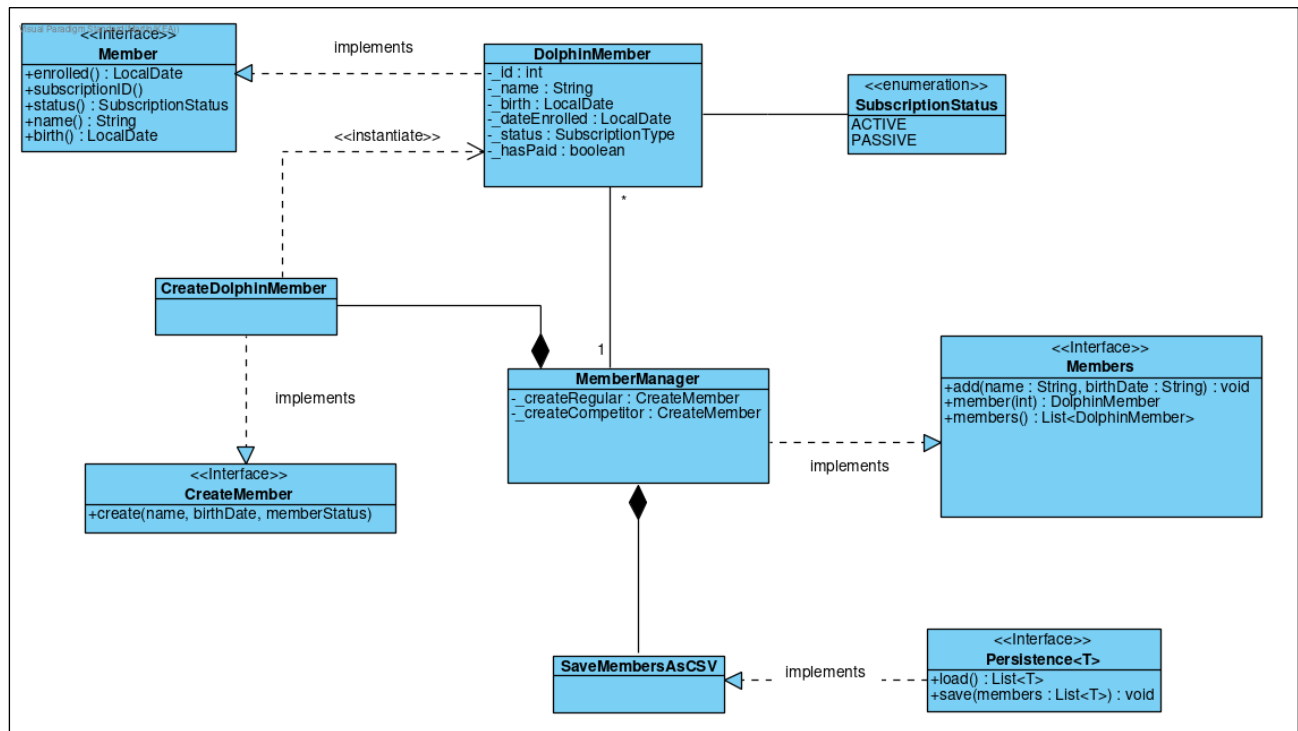 <<Interface>>
Member
+enrolled() : LocalDate
+subscriptionID()
+status() : SubscriptionStatus
+name() : String
+birth() : LocalDate
implements
DolphinMember
-_id : int
-_name : String
-_birth : LocalDate
-_dateEnrolled : LocalDate
-_status : SubscriptionType
-_hasPaid : boolean
<<enumeration>>
SubscriptionStatus
ACTIVE
PASSIVE
<<instantiate>>
*
CreateDolphinMember
1
implements
MemberManager
-_createRegular : CreateMember
-_createCompetitor : CreateMember
<<Interface>>
Members
+add(name : String, birthDate : String) : void
+member(int) : DolphinMember
+members() : List<DolphinMember>
implements
<<Interface>>
CreateMember
+create(name, birthDate, memberStatus)
SaveMembersAsCSV
implements
<<Interface>>
Persistence<T>
+load() : List<T>
+save(members : List<T>) : void